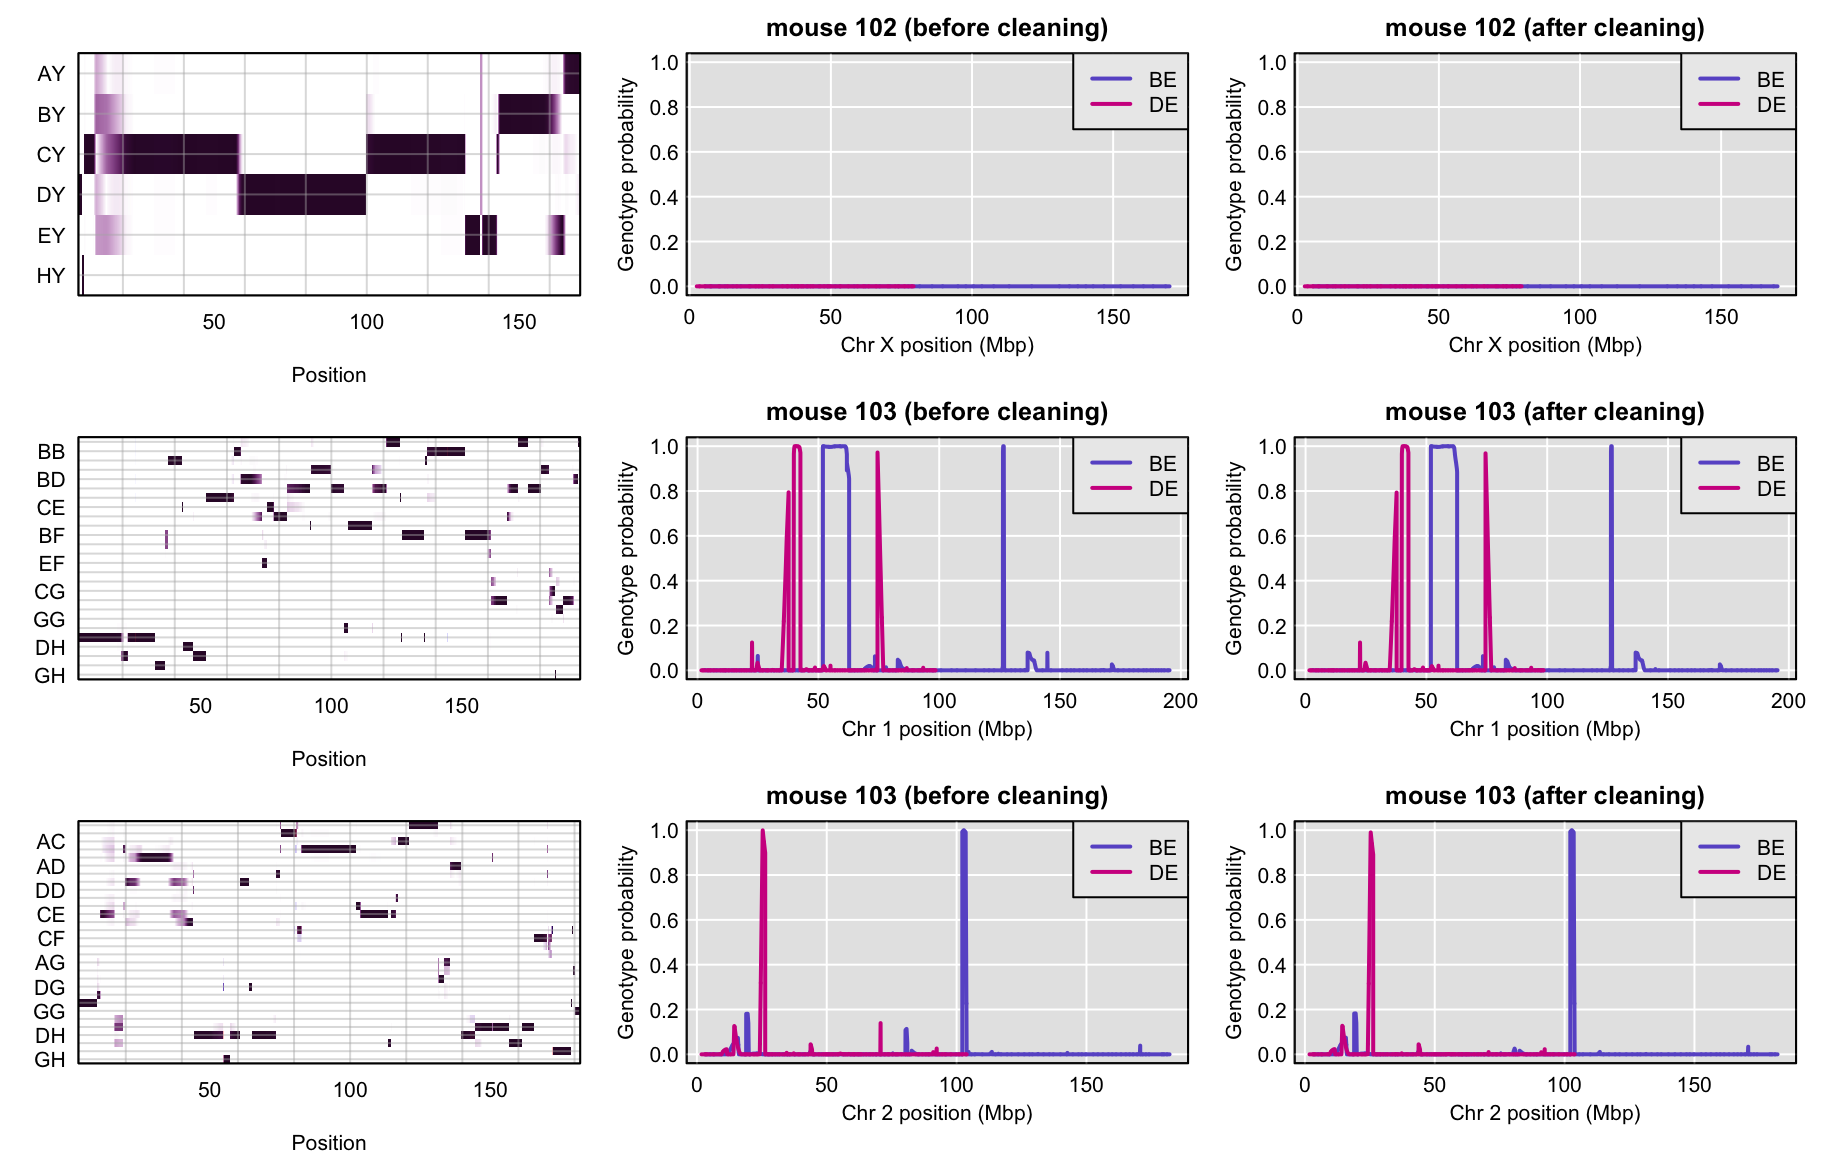 AY
BY
CY
DY
EY
HY
50 100 150
Position
mouse 102 (before cleaning)
Genotype probability
1.0
0.8
0.6
0.4
0.2
0.0
BE
DE
0 50 100 150
Chr X position (Mbp)
mouse 102 (after cleaning)
Genotype probability
1.0
0.8
0.6
0.4
0.2
0.0
BE
DE
0 50 100 150
Chr X position (Mbp)
BB
BD
CE
BF
EF
CG
GG
DH
GH
50 100 150
Position
mouse 103 (before cleaning)
Genotype probability
1.0
0.8
0.6
0.4
0.2
0.0
BE
DE
0 50 100 150 200
Chr 1 position (Mbp)
mouse 103 (after cleaning)
Genotype probability
1.0
0.8
0.6
0.4
0.2
0.0
BE
DE
0 50 100 150 200
Chr 1 position (Mbp)
AC
AD
DD
CE
CF
AG
DG
GG
DH
GH
50 100 150
Position
mouse 103 (before cleaning)
Genotype probability
1.0
0.8
0.6
0.4
0.2
0.0
BE
DE
0 50 100 150
Chr 2 position (Mbp)
mouse 103 (after cleaning)
Genotype probability
1.0
0.8
0.6
0.4
0.2
0.0
BE
DE
0 50 100 150
Chr 2 position (Mbp)